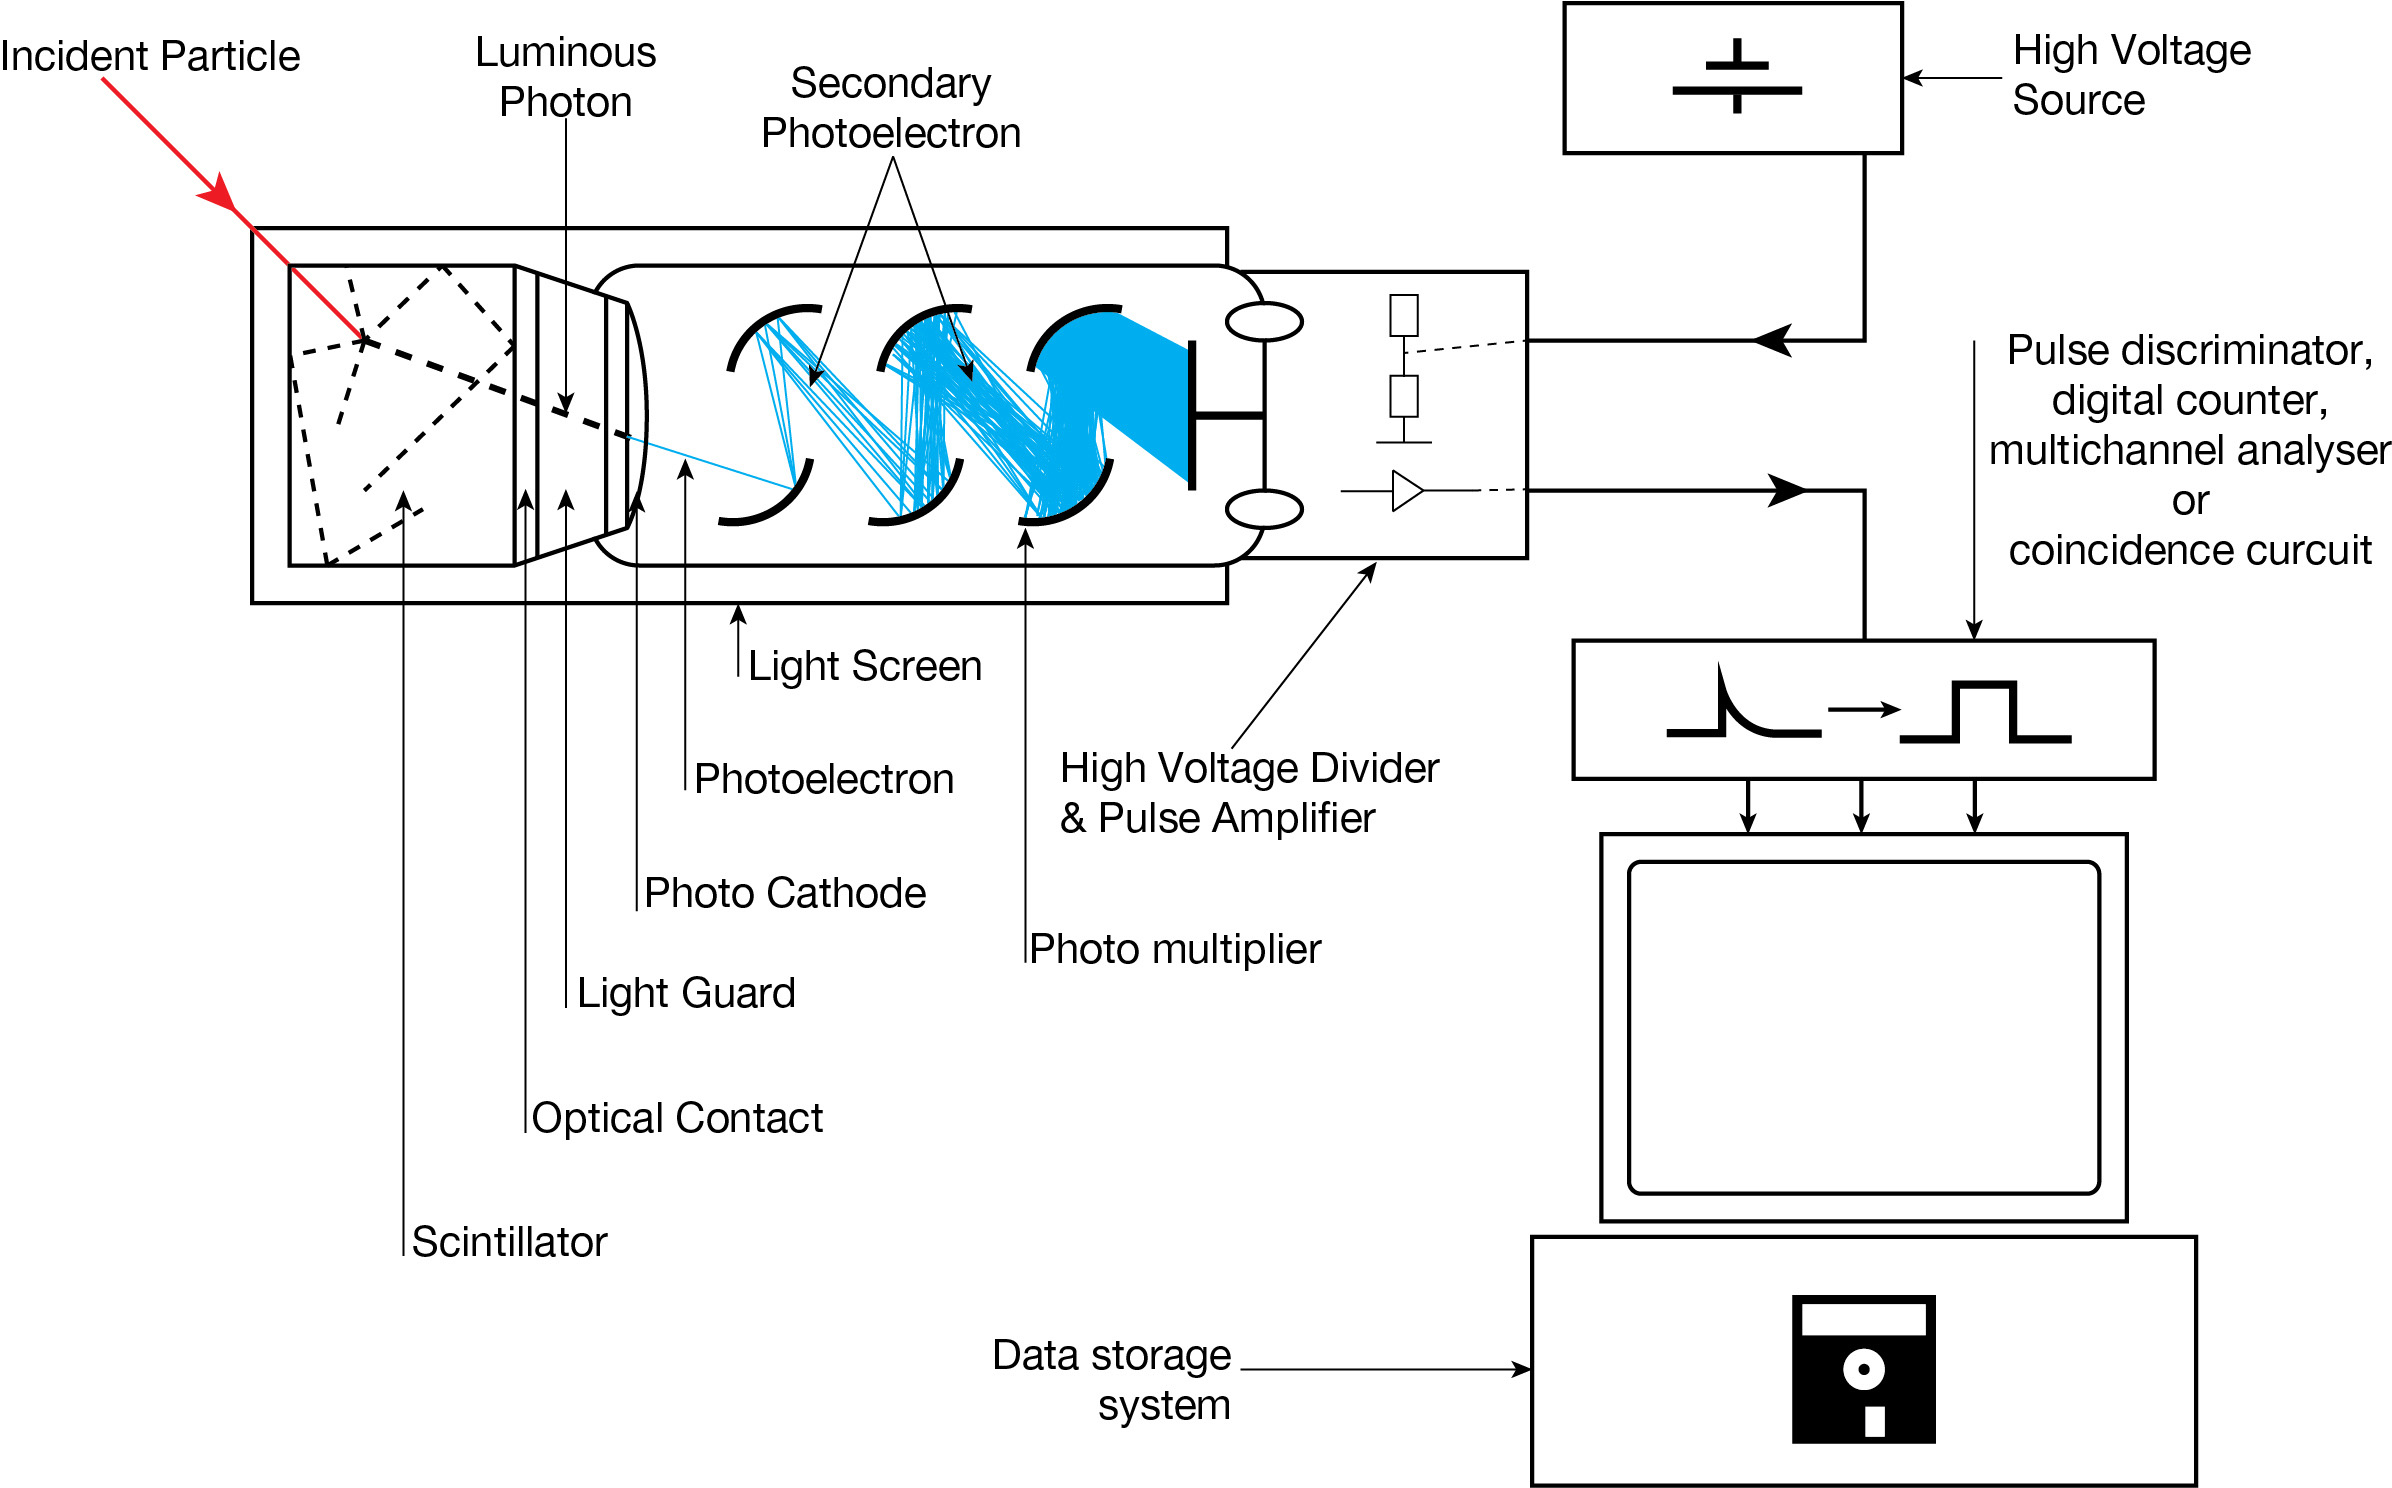 Incident Particle
Luminous
Photon
Secondary
Photoelectron
High Voltage
Source
Pulse discriminator,
digital counter,
multichannel analyser
or
coincidence curcuit
Light Screen
Photoelectron
High Voltage Divider
& Pulse Amplifier
Photo Cathode
Photo multiplier
Light Guard
Optical Contact
Scintillator
Data storage
system